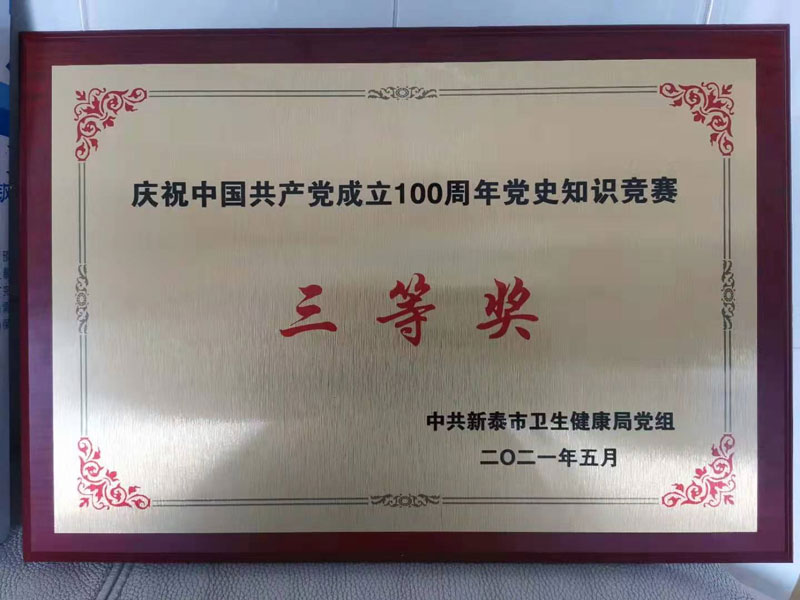 庆祝中国共产党成立100周年党史知识竞赛
三等奖
中共新泰市卫生健康局党组
二〇二一年五月